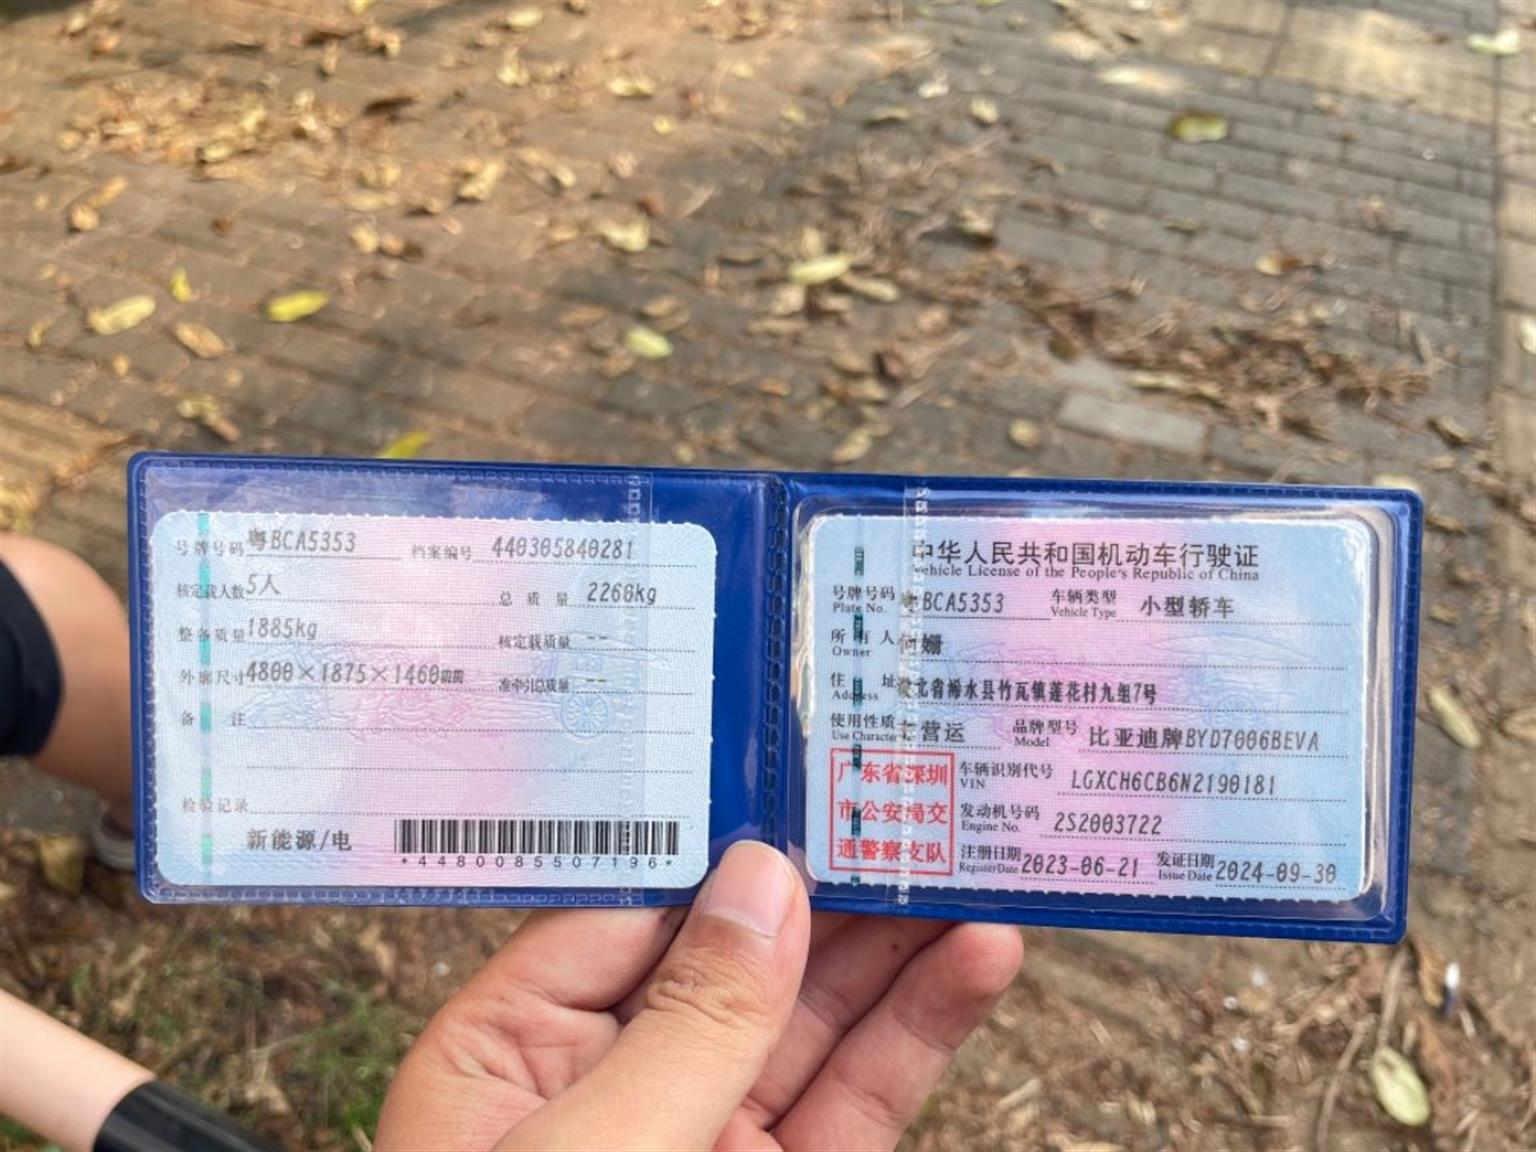 号牌号码 粤BCA5353 档案编号 440305840281
核定载人数 5人 总质量 2260kg
整备质量 1885kg 核定载质量 --
外廓尺寸 4800×1875×1460mm 准牵引总质量 --
备注
检验记录
新能源/电
*4480085507196*
中华人民共和国机动车行驶证
Vehicle License of the People's Republic of China
号牌号码 粤BCA5353 车辆类型 小型轿车
Plate No. Vehicle Type
所有人 何姗
Owner
住址 湖北省浠水县竹瓦镇莲花村九组7号
Address
使用性质 营运 品牌型号 比亚迪牌BYD7006BEVA
Use Character Model
广东省深圳
市公安局交
通警察支队
车辆识别代号 LGXCH6CB6N2190181
VIN
发动机号码 2S2003722
Engine No.
注册日期 2023-06-21 发证日期 2024-09-30
Register Date Issue Date